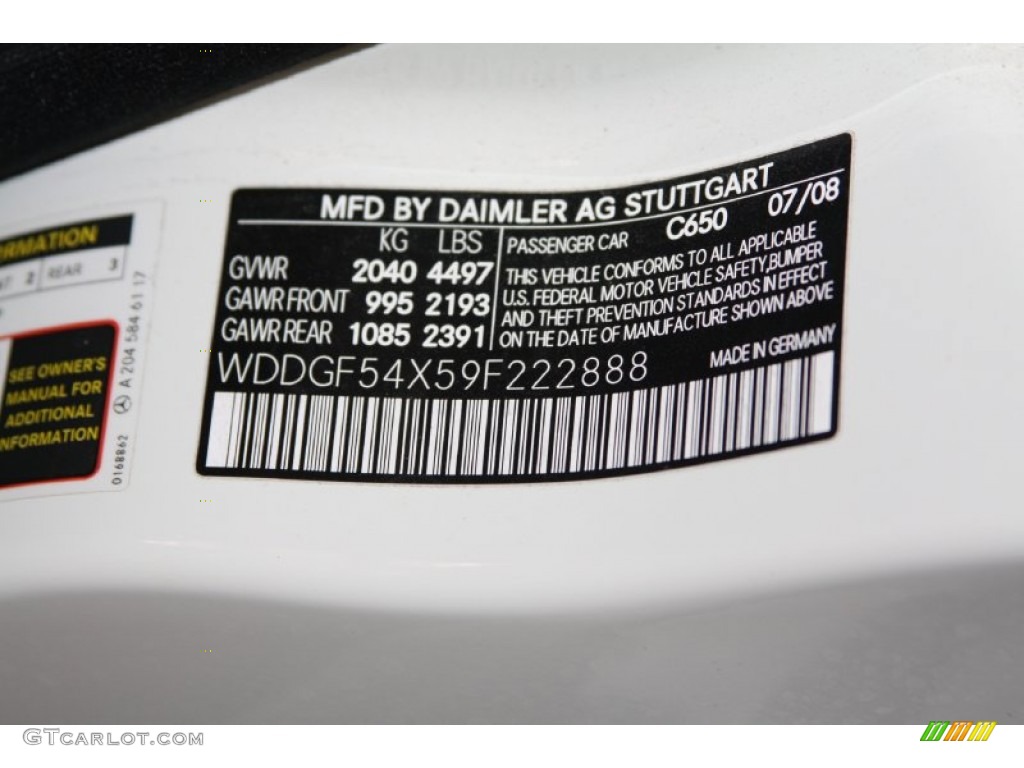 MFD BY DAIMLER AG STUTTGART
KG LBS
GVWR 2040 4497
GAWR FRONT 995 2193
GAWR REAR 1085 2391
PASSENGER CAR C650 07/08
THIS VEHICLE CONFORMS TO ALL APPLICABLE
U.S. FEDERAL MOTOR VEHICLE SAFETY,BUMPER
AND THEFT PREVENTION STANDARDS IN EFFECT
ON THE DATE OF MANUFACTURE SHOWN ABOVE
WDDGF54X59F222888
MADE IN GERMANY
2 REAR 3
SEE OWNER'S
MANUAL FOR
ADDITIONAL
INFORMATION
0168862 A 204 584 61 17
GTCARLOT.COM